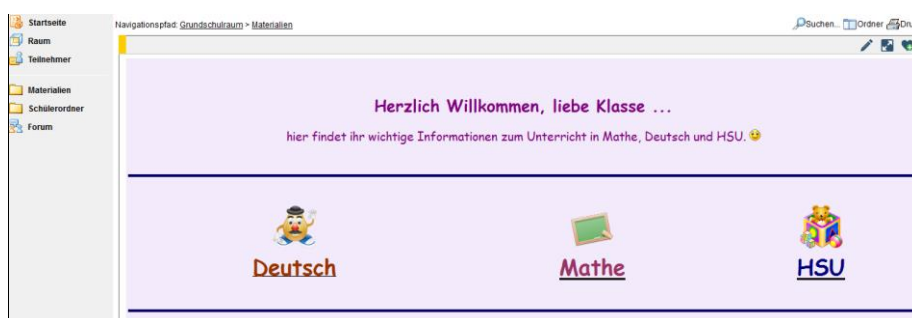 Startseite
Raum
Teilnehmer
Materialien
Schülerordner
Forum
Navigationspfad: Grundschulraum > Materialien
Suchen... Ordner
Herzlich Willkommen, liebe Klasse ...
hier findet ihr wichtige Informationen zum Unterricht in Mathe, Deutsch und HSU.
Deutsch
Mathe
HSU